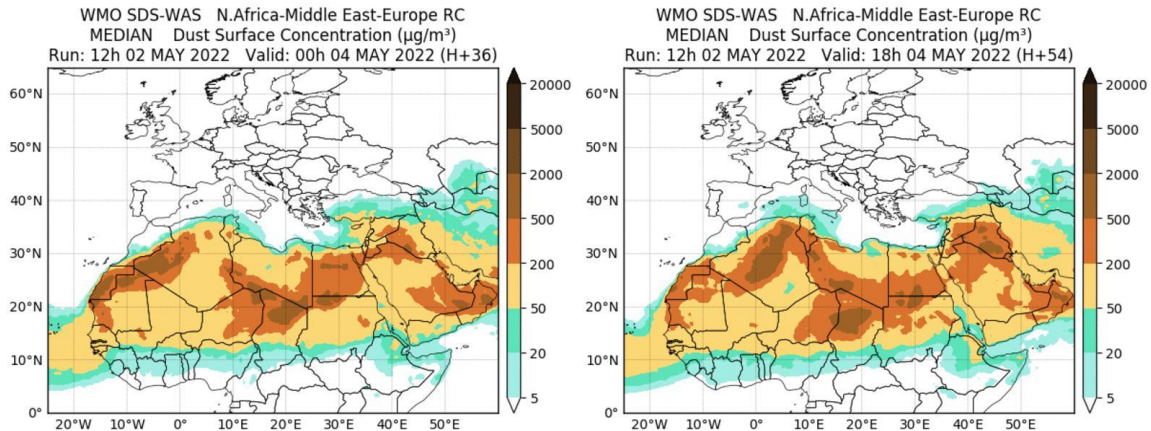 WMO SDS-WAS N.Africa-Middle East-Europe RC
MEDIAN Dust Surface Concentration (µg/m³)
Run: 12h 02 MAY 2022 Valid: 00h 04 MAY 2022 (H+36)
60°N
50°N
40°N
30°N
20°N
10°N
0°
20°W
10°W
0°
10°E
20°E
30°E
40°E
50°E
20000
5000
2000
500
200
50
20
5
WMO SDS-WAS N.Africa-Middle East-Europe RC
MEDIAN Dust Surface Concentration (µg/m³)
Run: 12h 02 MAY 2022 Valid: 18h 04 MAY 2022 (H+54)
60°N
50°N
40°N
30°N
20°N
10°N
0°
20°W
10°W
0°
10°E
20°E
30°E
40°E
50°E
20000
5000
2000
500
200
50
20
5